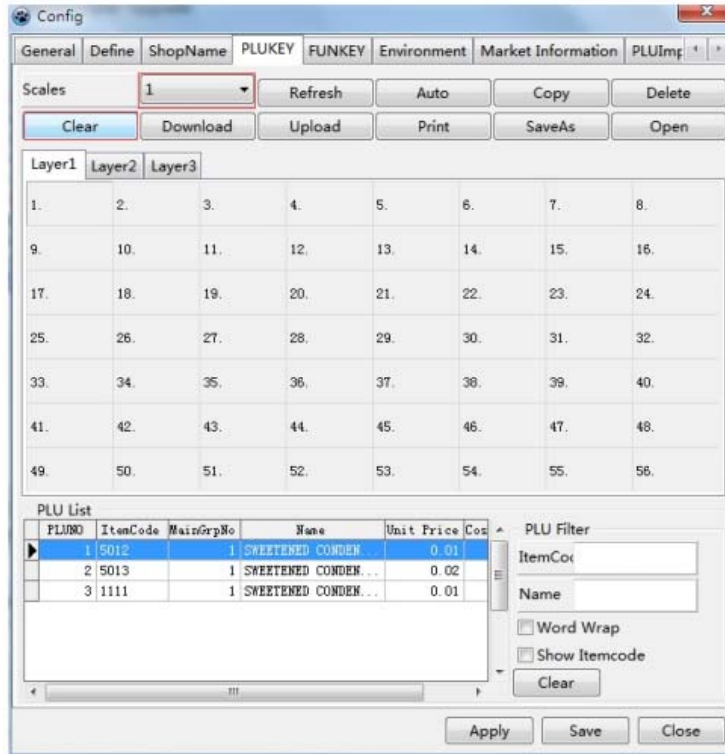 Config
General Define ShopName PLUKEY FUNKEY Environment Market Information PLUImp
Scales 1 Refresh Auto Copy Delete
Clear Download Upload Print SaveAs Open
Layer1 Layer2 Layer3
1. 2. 3. 4. 5. 6. 7. 8.
9. 10. 11. 12. 13. 14. 15. 16.
17. 18. 19. 20. 21. 22. 23. 24.
25. 26. 27. 28. 29. 30. 31. 32.
33. 34. 35. 36. 37. 38. 39. 40.
41. 42. 43. 44. 45. 46. 47. 48.
49. 50. 51. 52. 53. 54. 55. 56.
PLU List
PLUNO ItemCode MainGrpNo Name Unit Price Cos
1 5012 1 SWEETENED CONDEN... 0.01
2 5013 1 SWEETENED CONDEN... 0.02
3 1111 1 SWEETENED CONDEN... 0.01
PLU Filter
ItemCo
Name
Word Wrap
Show Itemcode
Clear
Apply Save Close